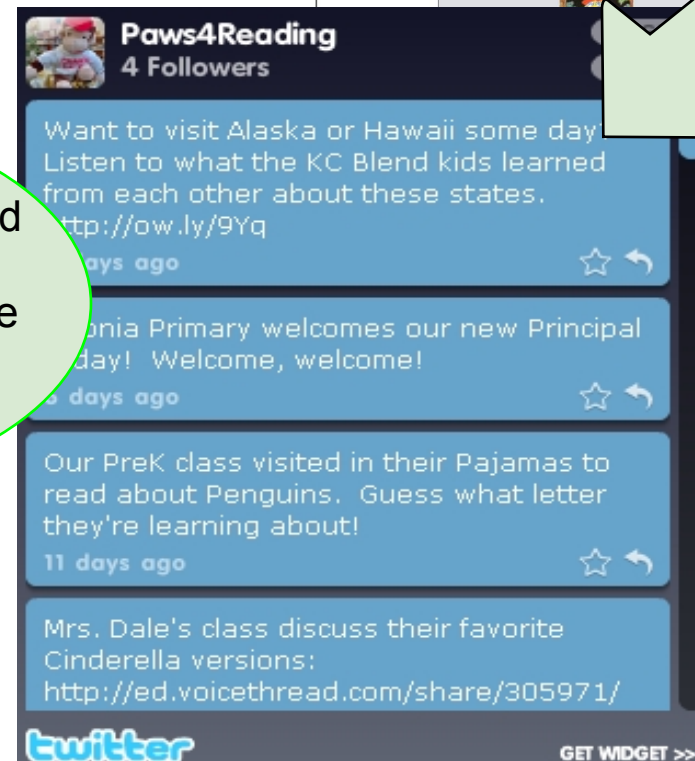 Paws4Reading
4 Followers
Want to visit Alaska or Hawaii some day
Listen to what the KC Blend kids learned
from each other about these states.
ttp://ow.ly/9Yq
ays ago
d
e
onia Primary welcomes our new Principal
day! Welcome, welcome!
days ago
Our PreK class visited in their Pajamas to
read about Penguins. Guess what letter
they're learning about!
11 days ago
Mrs. Dale's class discuss their favorite
Cinderella versions:
http://ed.voicethread.com/share/305971/
twitter
GET WIDGET >>